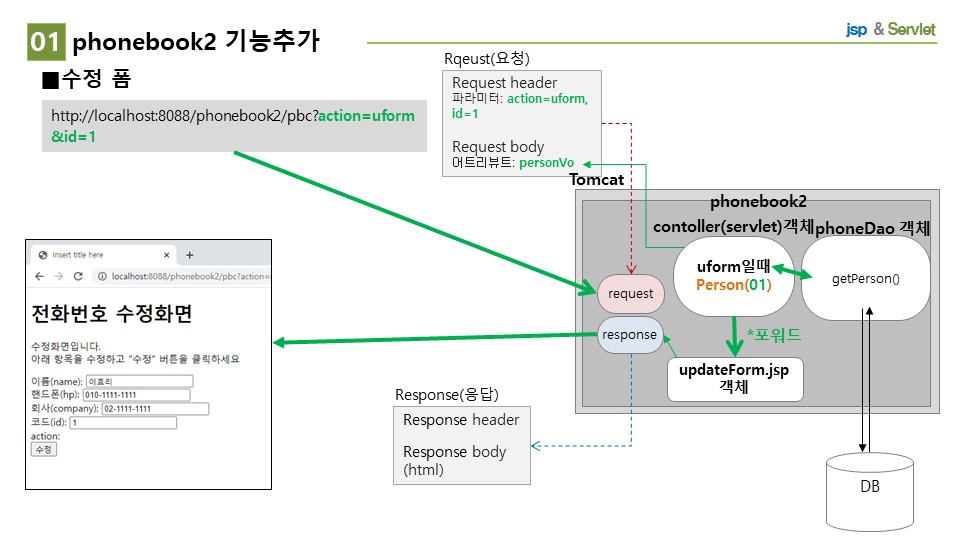 01 phonebook2 기능추가
jsp & Servlet
■수정 폼
http://localhost:8088/phonebook2/pbc?action=uform
&id=1
Rqeust(요청)
Request header
파라미터: action=uform,
id=1
Request body
어트리뷰트: personVo
Tomcat
phonebook2
contoller(servlet)객체
phoneDao 객체
uform일때
Person(01)
getPerson()
request
response
*포워드
updateForm.jsp
객체
Insert title here
localhost:8088/phonebook2/pbc?action=
전화번호 수정화면
수정화면입니다.
아래 항목을 수정하고 "수정" 버튼을 클릭하세요
이름(name): 이효리
핸드폰(hp): 010-1111-1111
회사(company): 02-1111-1111
코드(id): 1
action:
수정
Response(응답)
Response header
Response body
(html)
DB